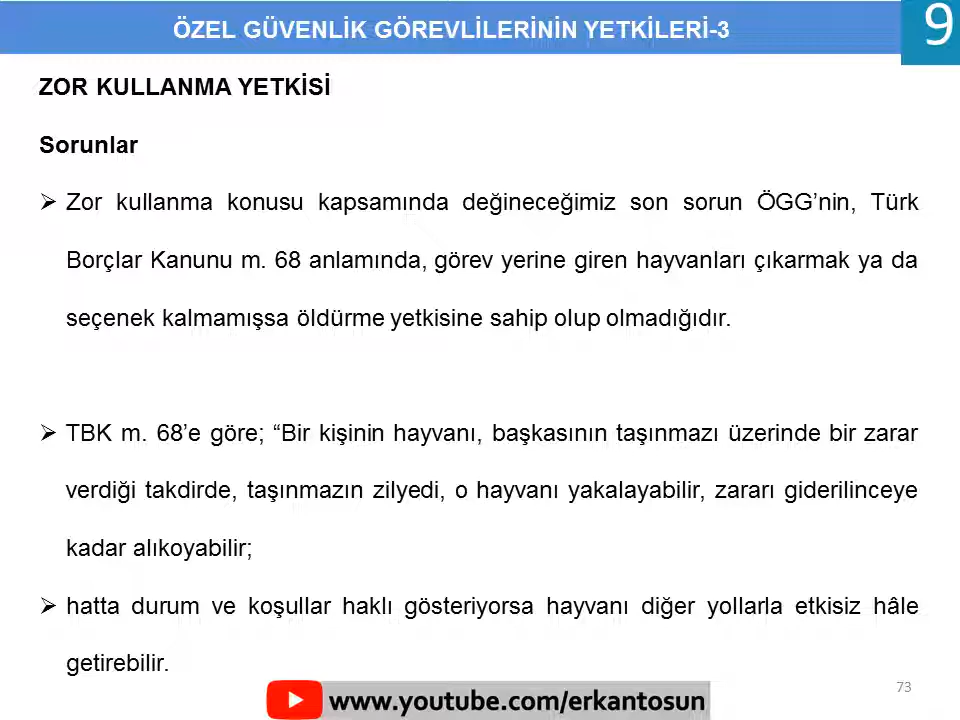 ÖZEL GÜVENLİK GÖREVLİLERİNİN YETKİLERİ-3
9
ZOR KULLANMA YETKİSİ
Sorunlar
➢ Zor kullanma konusu kapsamında değineceğimiz son sorun ÖGG’nin, Türk
Borçlar Kanunu m. 68 anlamında, görev yerine giren hayvanları çıkarmak ya da
seçenek kalmamışsa öldürme yetkisine sahip olup olmadığıdır.
➢ TBK m. 68’e göre; “Bir kişinin hayvanı, başkasının taşınmazı üzerinde bir zarar
verdiği takdirde, taşınmazın zilyedi, o hayvanı yakalayabilir, zararı giderilinceye
kadar alıkoyabilir;
➢ hatta durum ve koşullar haklı gösteriyorsa hayvanı diğer yollarla etkisiz hâle
getirebilir.
73
www.youtube.com/erkantosun